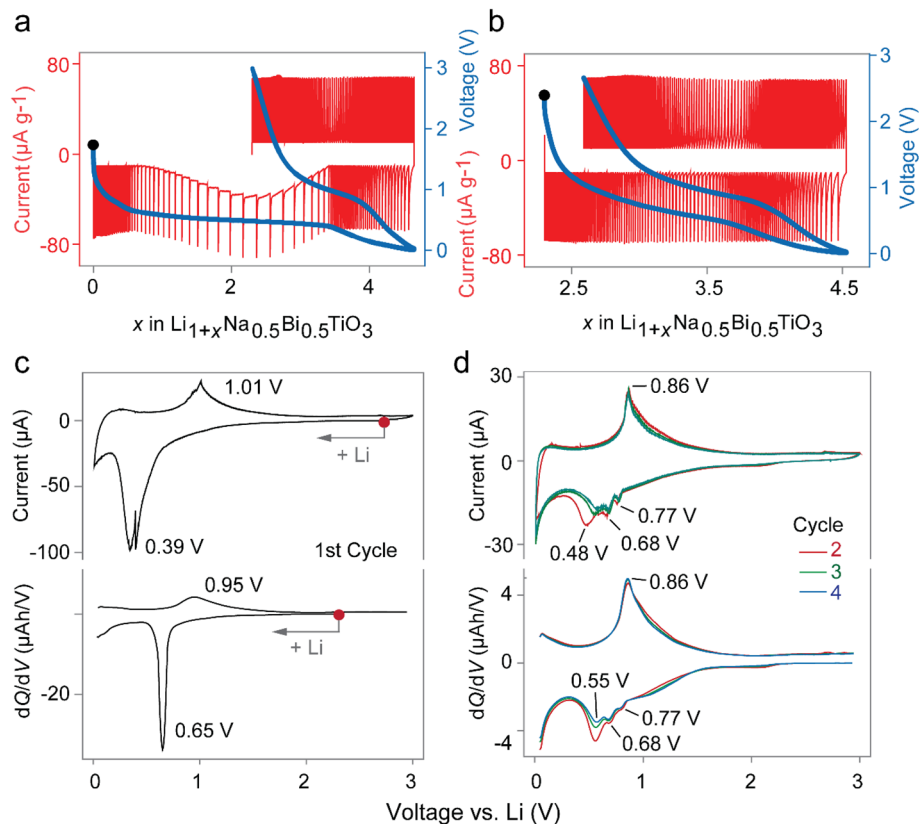 a
b
80
0
-80
Current (µA g-1)
3
2
1
0
Voltage (V)
0
2
4
x in Li1+xNa0.5Bi0.5TiO3
80
0
-80
Current (µA g-1)
3
2
1
0
Voltage (V)
2.5
3.5
4.5
x in Li1+xNa0.5Bi0.5TiO3
c
d
0
-50
-100
Current (µA)
1.01 V
+ Li
0.39 V
1st Cycle
-20
dQ/dV (µAh/V)
0.95 V
+ Li
0.65 V
0
1
2
3
30
0
-30
Current (µA)
0.86 V
0.77 V
0.68 V
0.48 V
Cycle
2
3
4
4
0
-4
dQ/dV (µAh/V)
0.86 V
0.55 V
0.77 V
0.68 V
0
1
2
3
Voltage vs. Li (V)